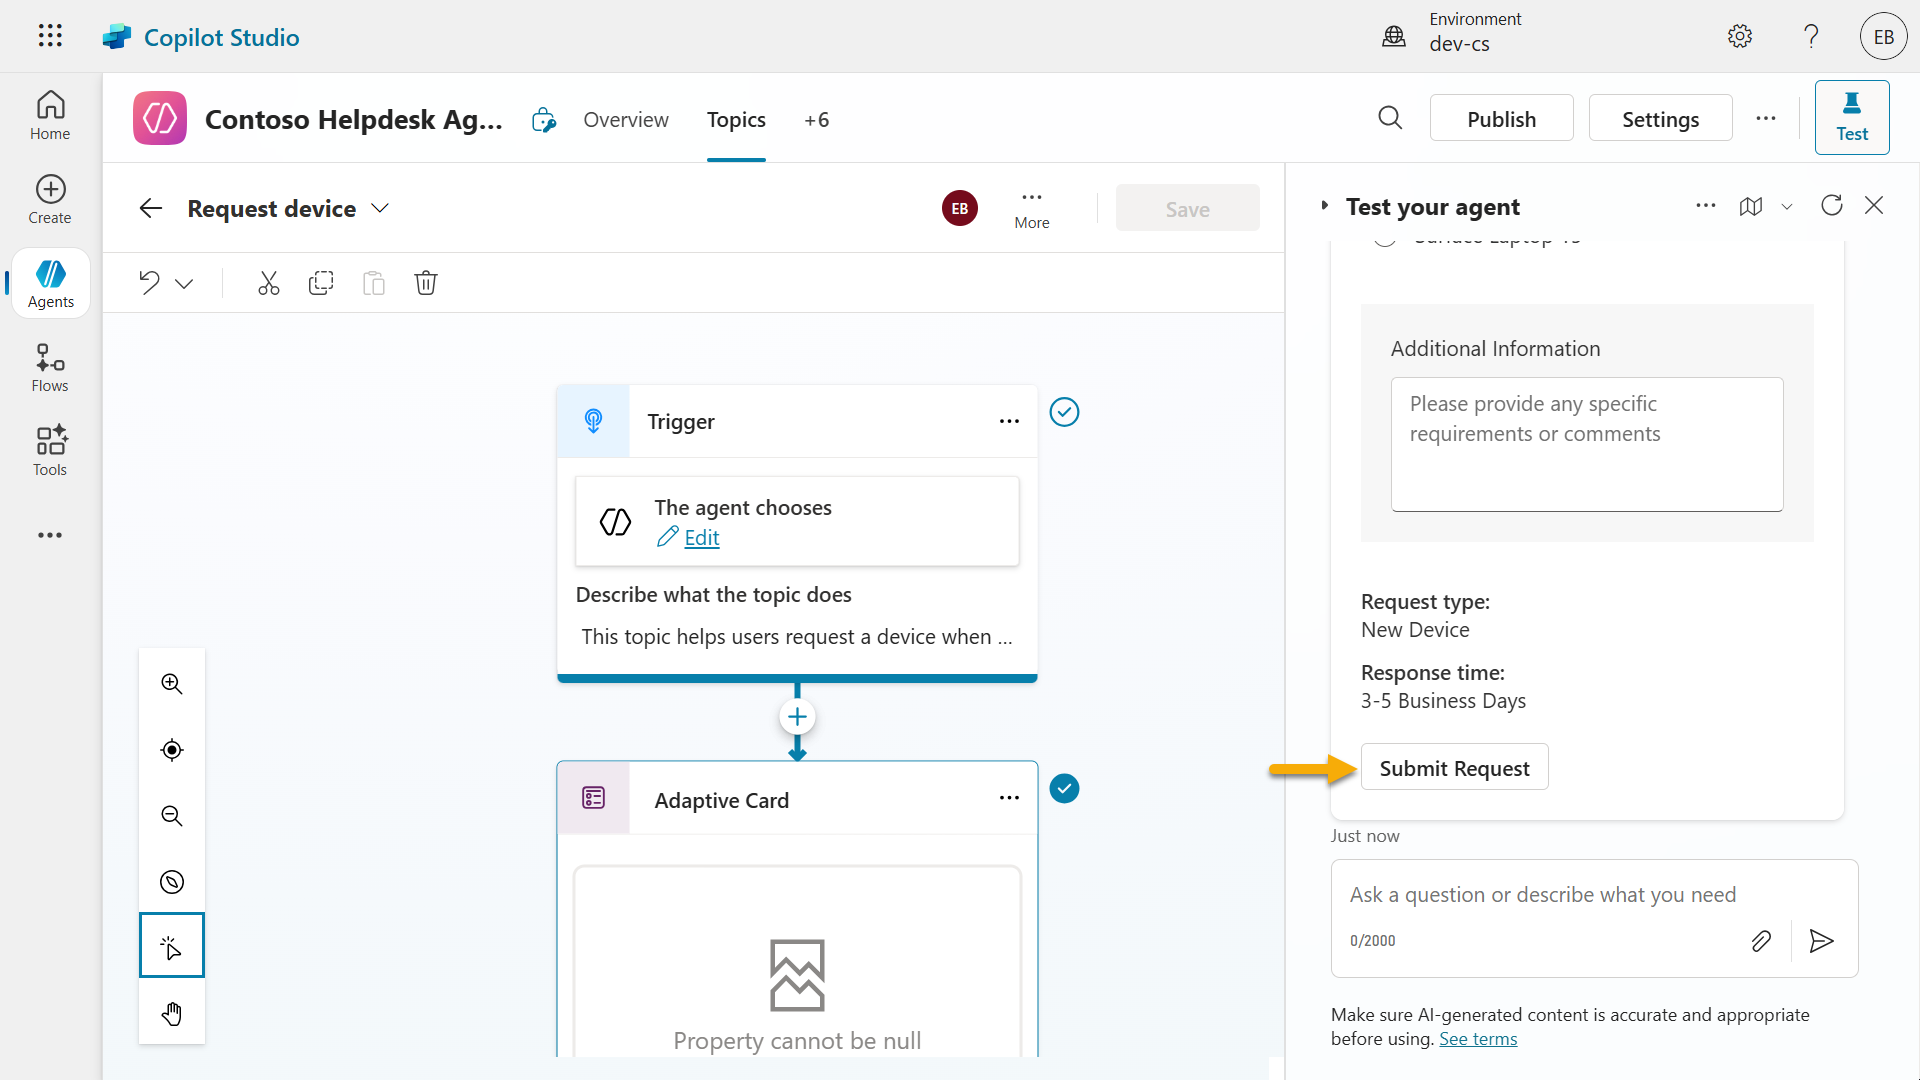 Copilot Studio
Environment
dev-cs
EB
Home
Create
Agents
Flows
Tools
Contoso Helpdesk Ag...
Overview
Topics
+6
Publish
Settings
Test
Request device
EB
More
Save
Trigger
The agent chooses
Edit
Describe what the topic does
This topic helps users request a device when ...
Adaptive Card
Property cannot be null
Test your agent
Additional Information
Please provide any specific
requirements or comments
Request type:
New Device
Response time:
3-5 Business Days
Submit Request
Just now
Ask a question or describe what you need
0/2000
Make sure AI-generated content is accurate and appropriate
before using. See terms